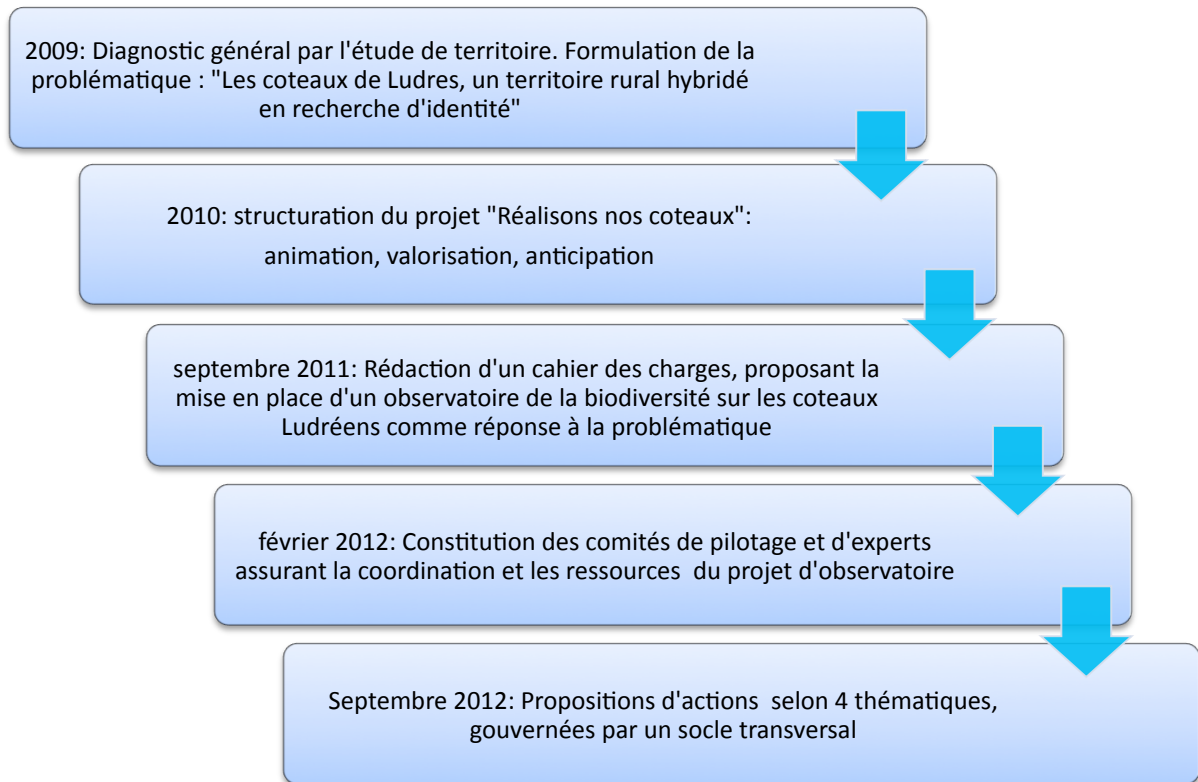 2009: Diagnostic général par l'étude de territoire. Formulation de la
problématique : "Les coteaux de Ludres, un territoire rural hybridé
en recherche d'identité"
2010: structuration du projet "Réalisons nos coteaux":
animation, valorisation, anticipation
septembre 2011: Rédaction d'un cahier des charges, proposant la
mise en place d'un observatoire de la biodiversité sur les coteaux
Ludréens comme réponse à la problématique
février 2012: Constitution des comités de pilotage et d'experts
assurant la coordination et les ressources  du projet d'observatoire
Septembre 2012: Propositions d'actions  selon 4 thématiques,
gouvernées par un socle transversal